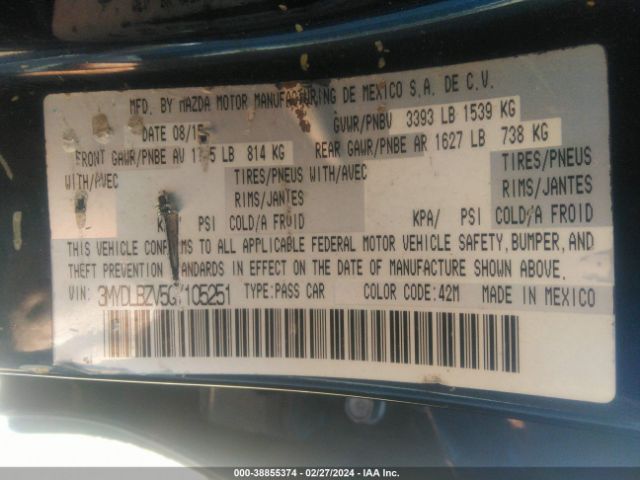 MFD. BY MAZDA MOTOR MANUFACTURING DE MEXICO S.A. DE C.V.
DATE 08/15 GVWR/PNBV 3393 LB 1539 KG
FRONT GAWR/PNBE AV LB 814 KG REAR GAWR/PNBE AR 1627 LB 738 KG
WITH/AVEC TIRES/PNEUS WITH/AVEC TIRES/PNEUS
RIMS/JANTES RIMS/JANTES
PSI COLD/A FROID KPA/ PSI COLD/A FROID
THIS VEHICLE CONFORMS TO ALL APPLICABLE FEDERAL MOTOR VEHICLE SAFETY, BUMPER, AND
THEFT PREVENTION STANDARDS IN EFFECT ON THE DATE OF MANUFACTURE SHOWN ABOVE.
VIN: TYPE:PASS CAR COLOR CODE:42M MADE IN MEXICO
000-38855374 - 02/27/2024 - IAA Inc.